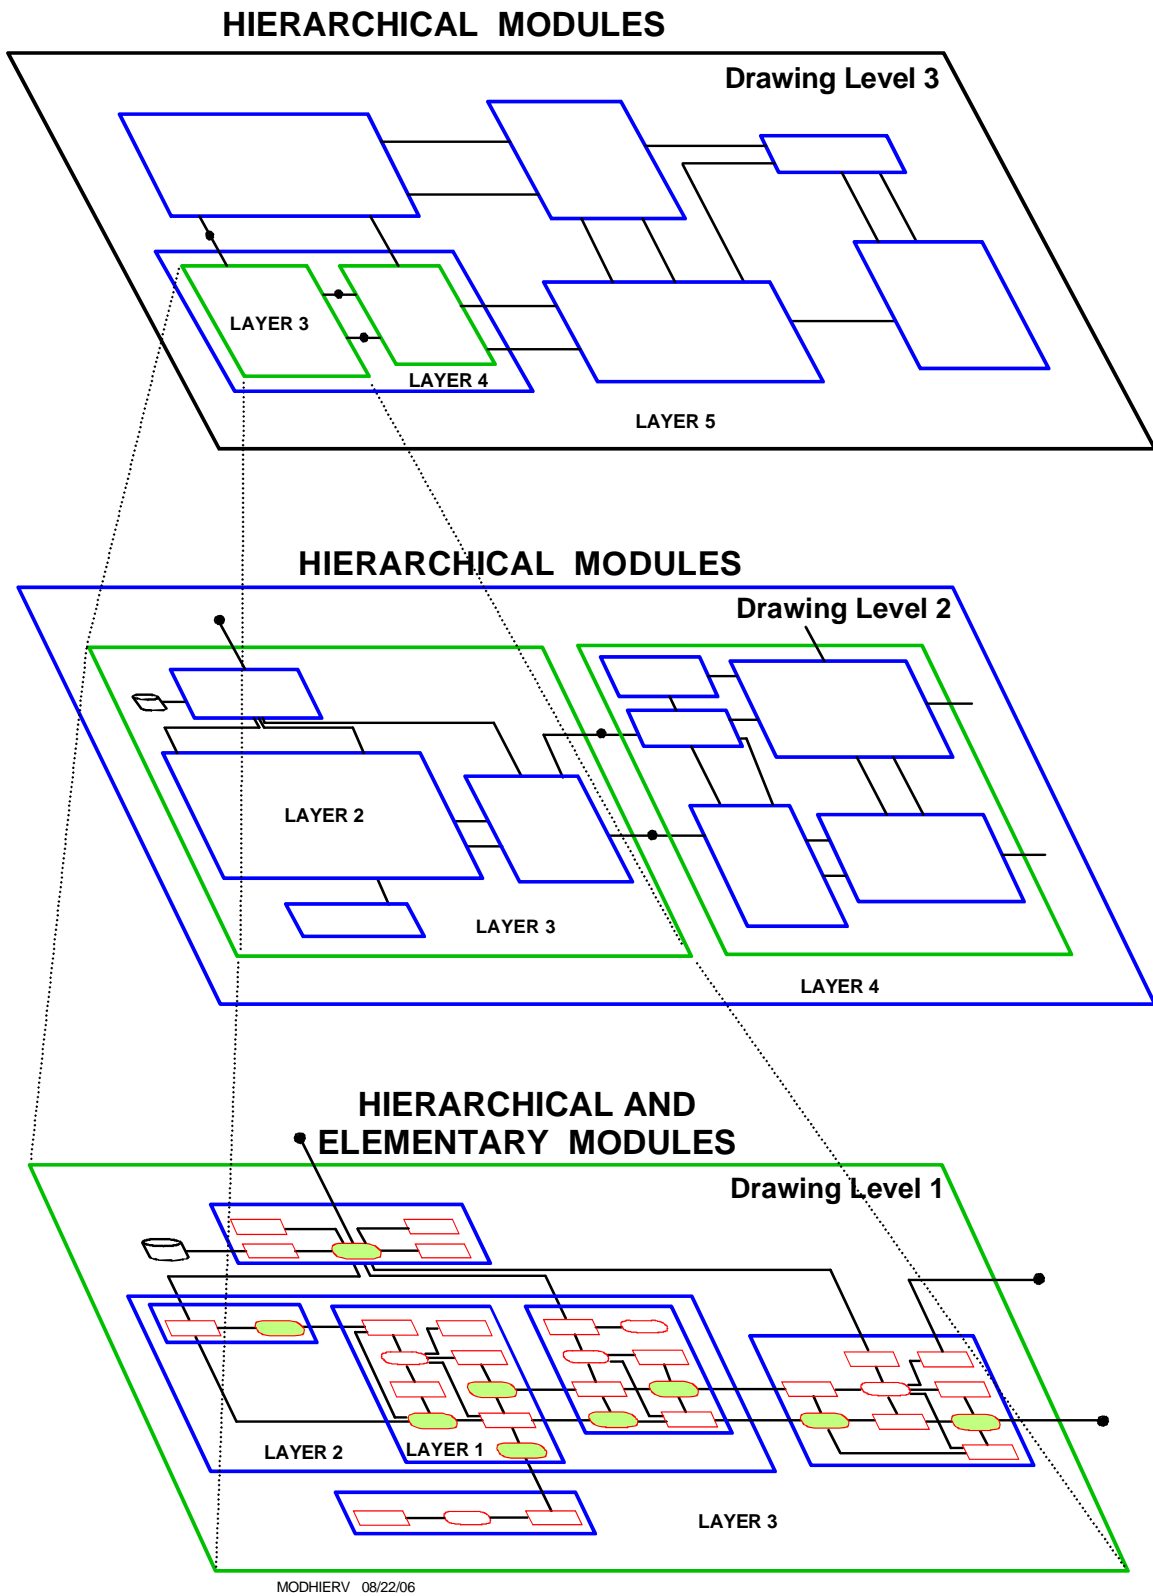 HIERARCHICAL MODULES
Drawing Level 3
LAYER 3
LAYER 4
LAYER 5
HIERARCHICAL MODULES
Drawing Level 2
LAYER 2
LAYER 3
LAYER 4
HIERARCHICAL AND
ELEMENTARY MODULES
Drawing Level 1
LAYER 2
LAYER 1
LAYER 3
MODHIERV 08/22/06